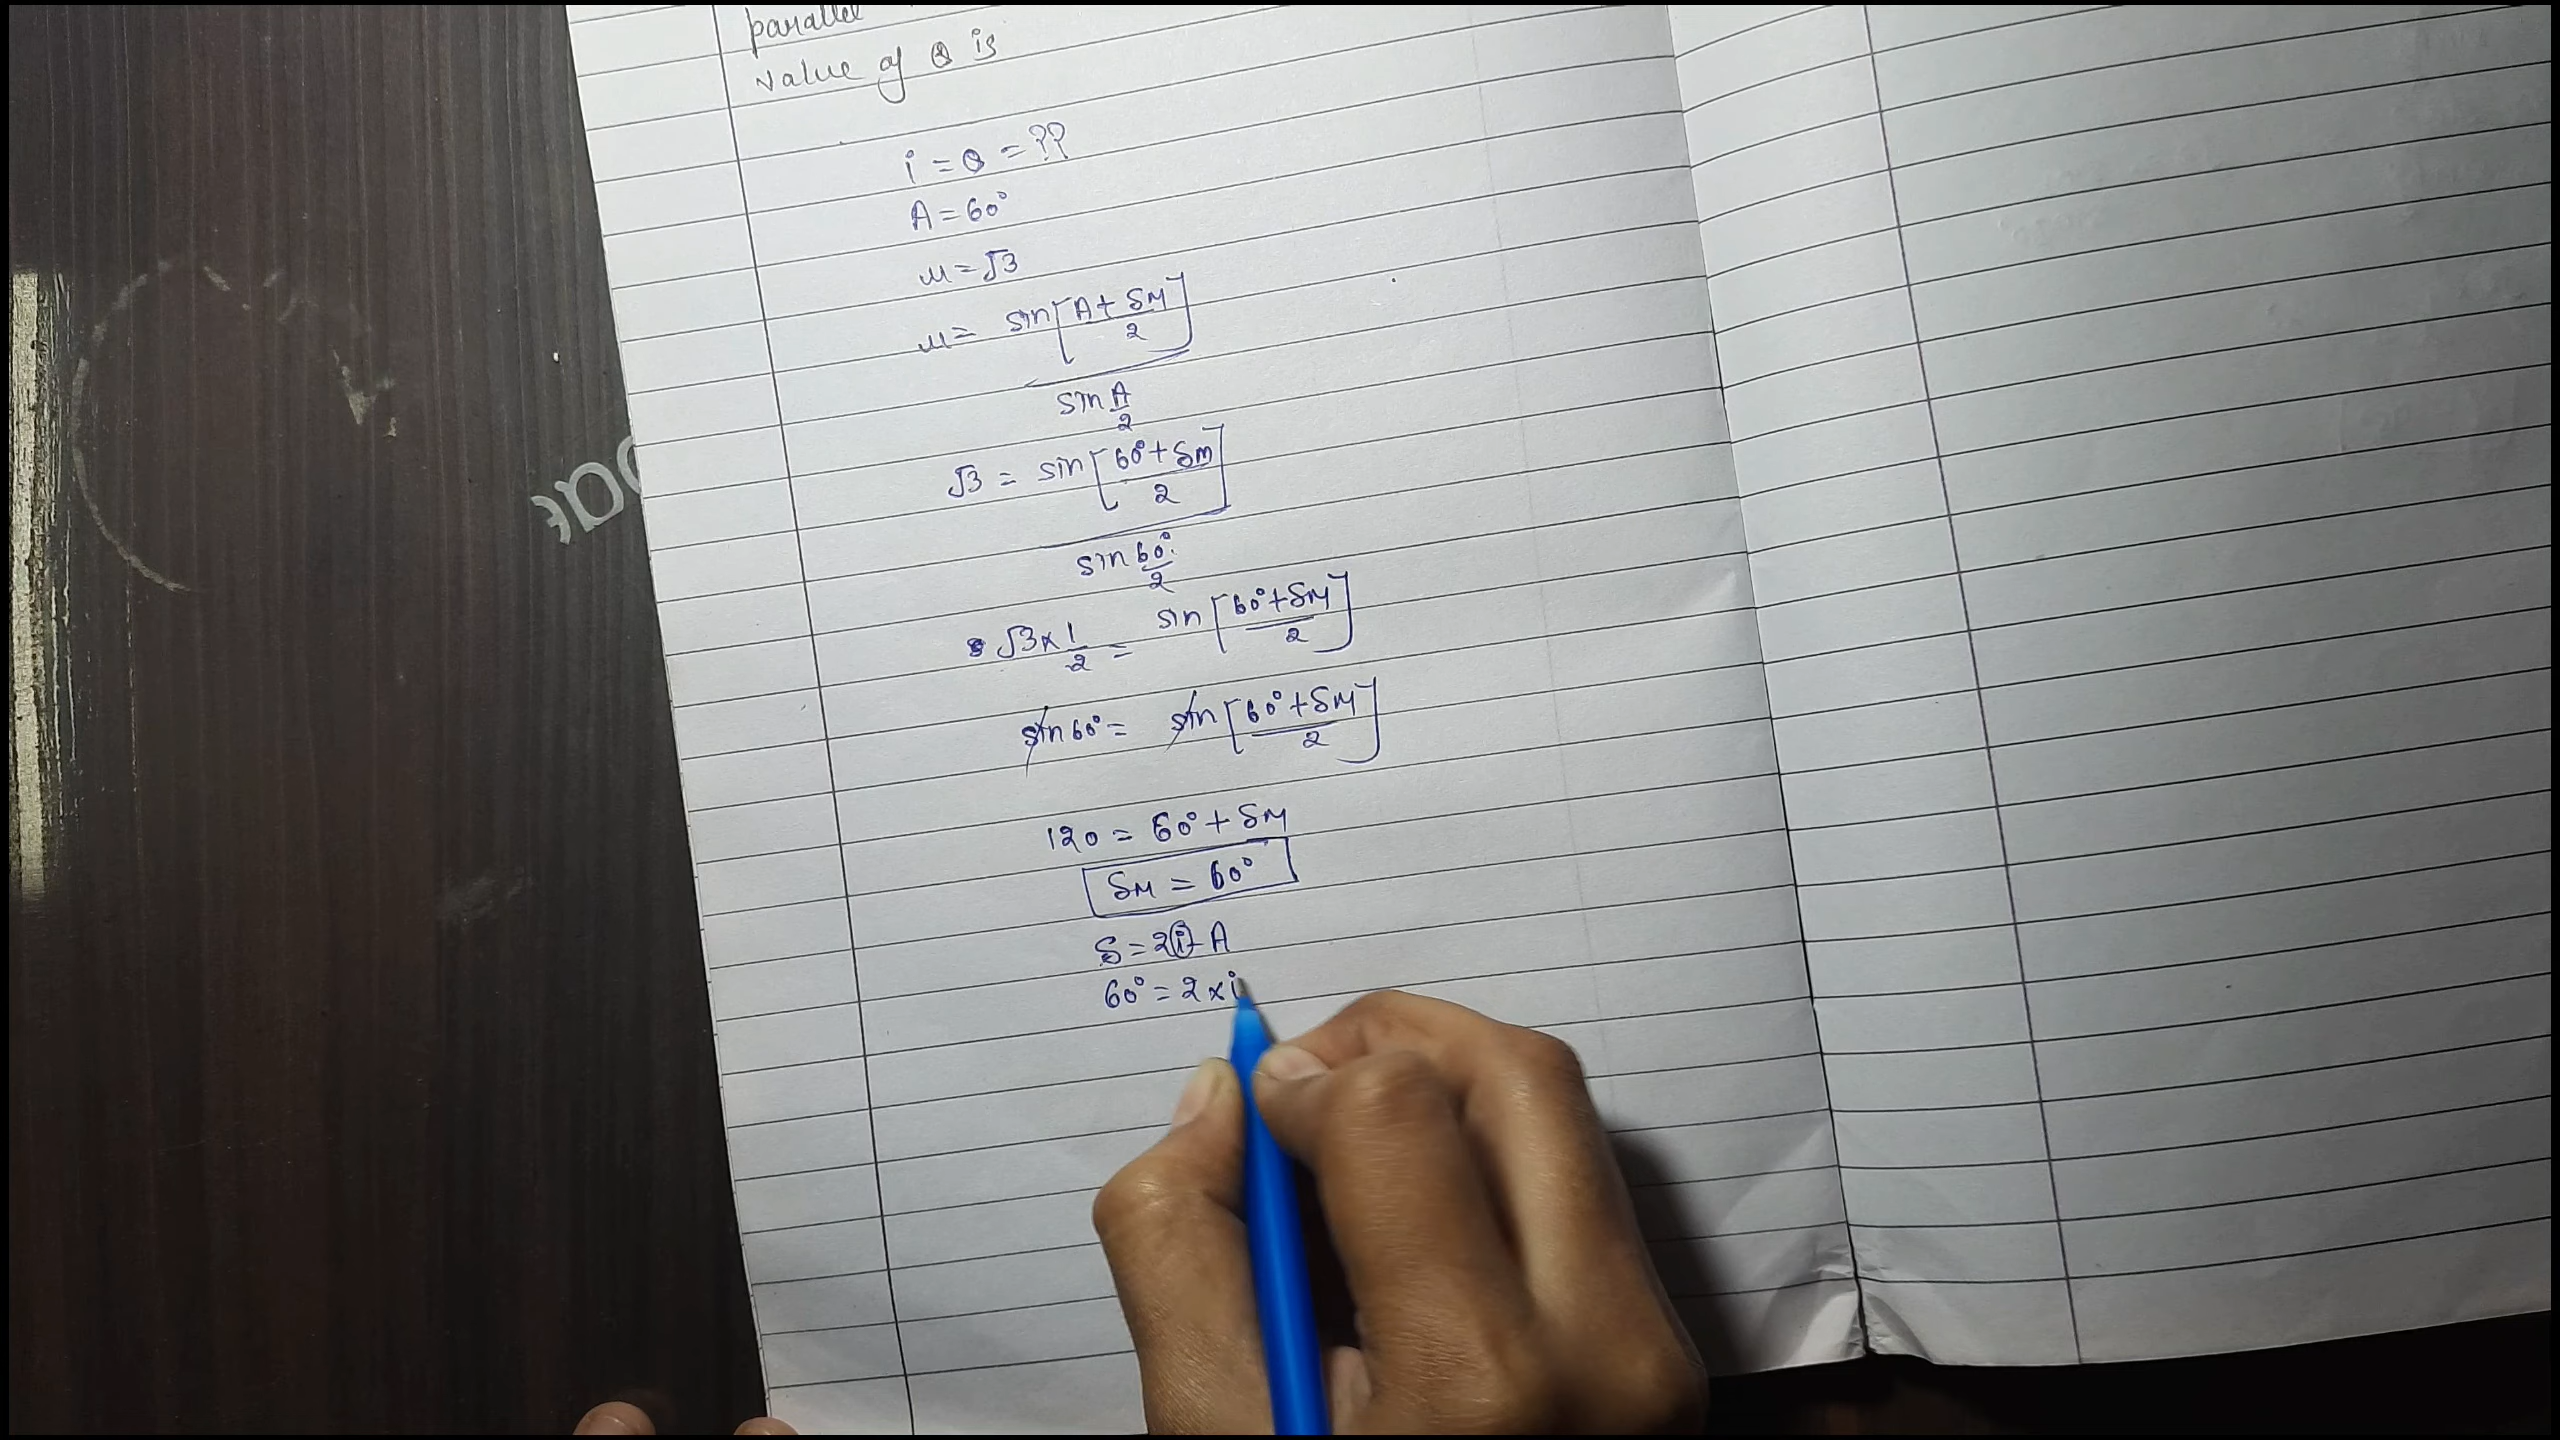 parallel
value of θ is
i = θ = ??
A = 60°
μ = √3
μ = sin[A + δM / 2] / sin A/2
√3 = sin[60° + δm / 2] / sin 60°/2
√3 × 1/2 = sin[60° + δM / 2]
sin 60° = sin[60° + δM / 2]
120 = 60° + δM
δM = 60°
δ = 2i - A
60° = 2 × i